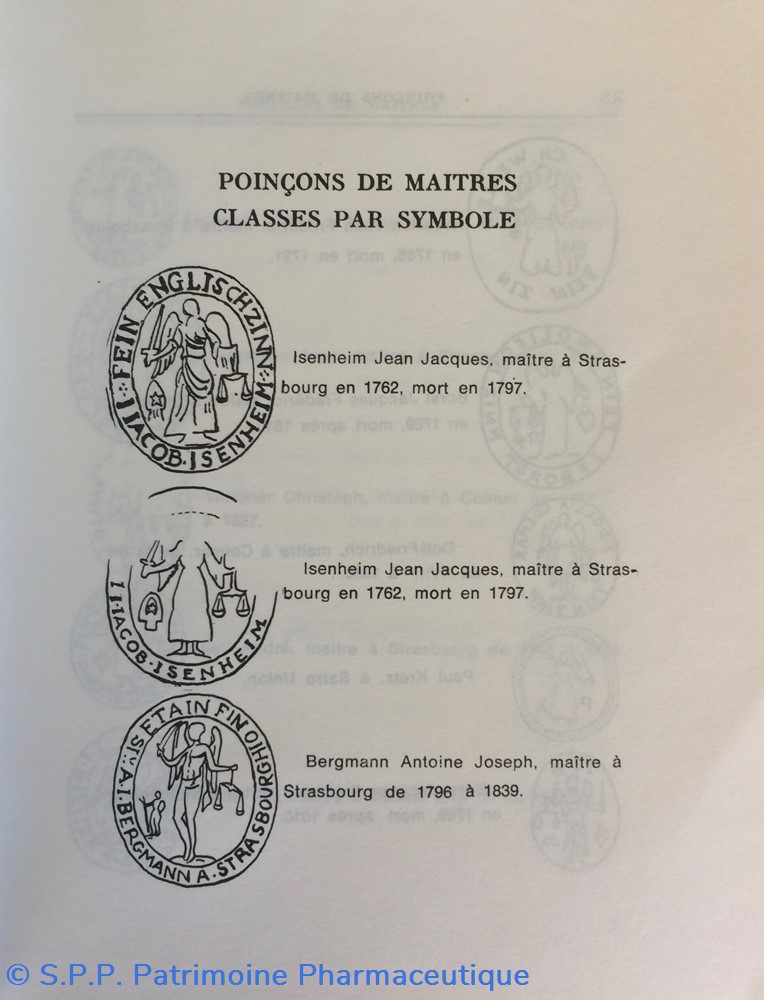 POINÇONS DE MAITRES
CLASSES PAR SYMBOLE
FEIN ENGLISCHZINN
I JACOB·ISENHEIM
Isenheim Jean Jacques, maître à Stras-
bourg en 1762, mort en 1797.
I I·IACOB·ISENHEIM
Isenheim Jean Jacques, maître à Stras-
bourg en 1762, mort en 1797.
ETAIN FIN
A.I.BERGMANN A.STRASBOURG
Bergmann Antoine Joseph, maître à
Strasbourg de 1796 à 1839.
© S.P.P. Patrimoine Pharmaceutique